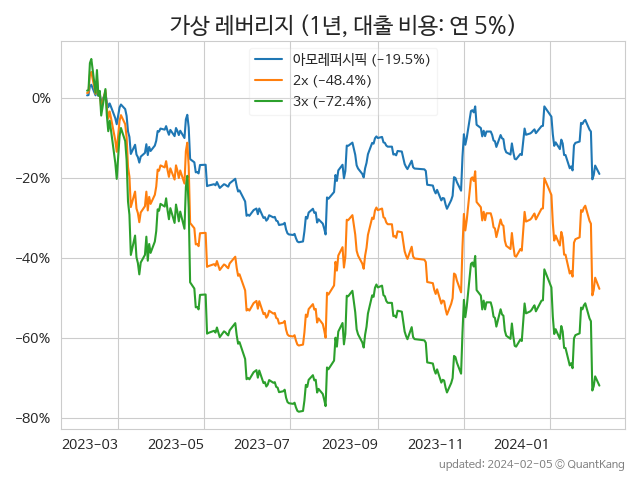 가상 레버리지 (1년, 대출 비용: 연 5%)
아모레퍼시픽 (−19.5%)
2x (−48.4%)
3x (−72.4%)
0%
−20%
−40%
−60%
−80%
2023−03 2023−05 2023−07 2023−09 2023−11 2024−01
updated: 2024−02−05 © QuantKang